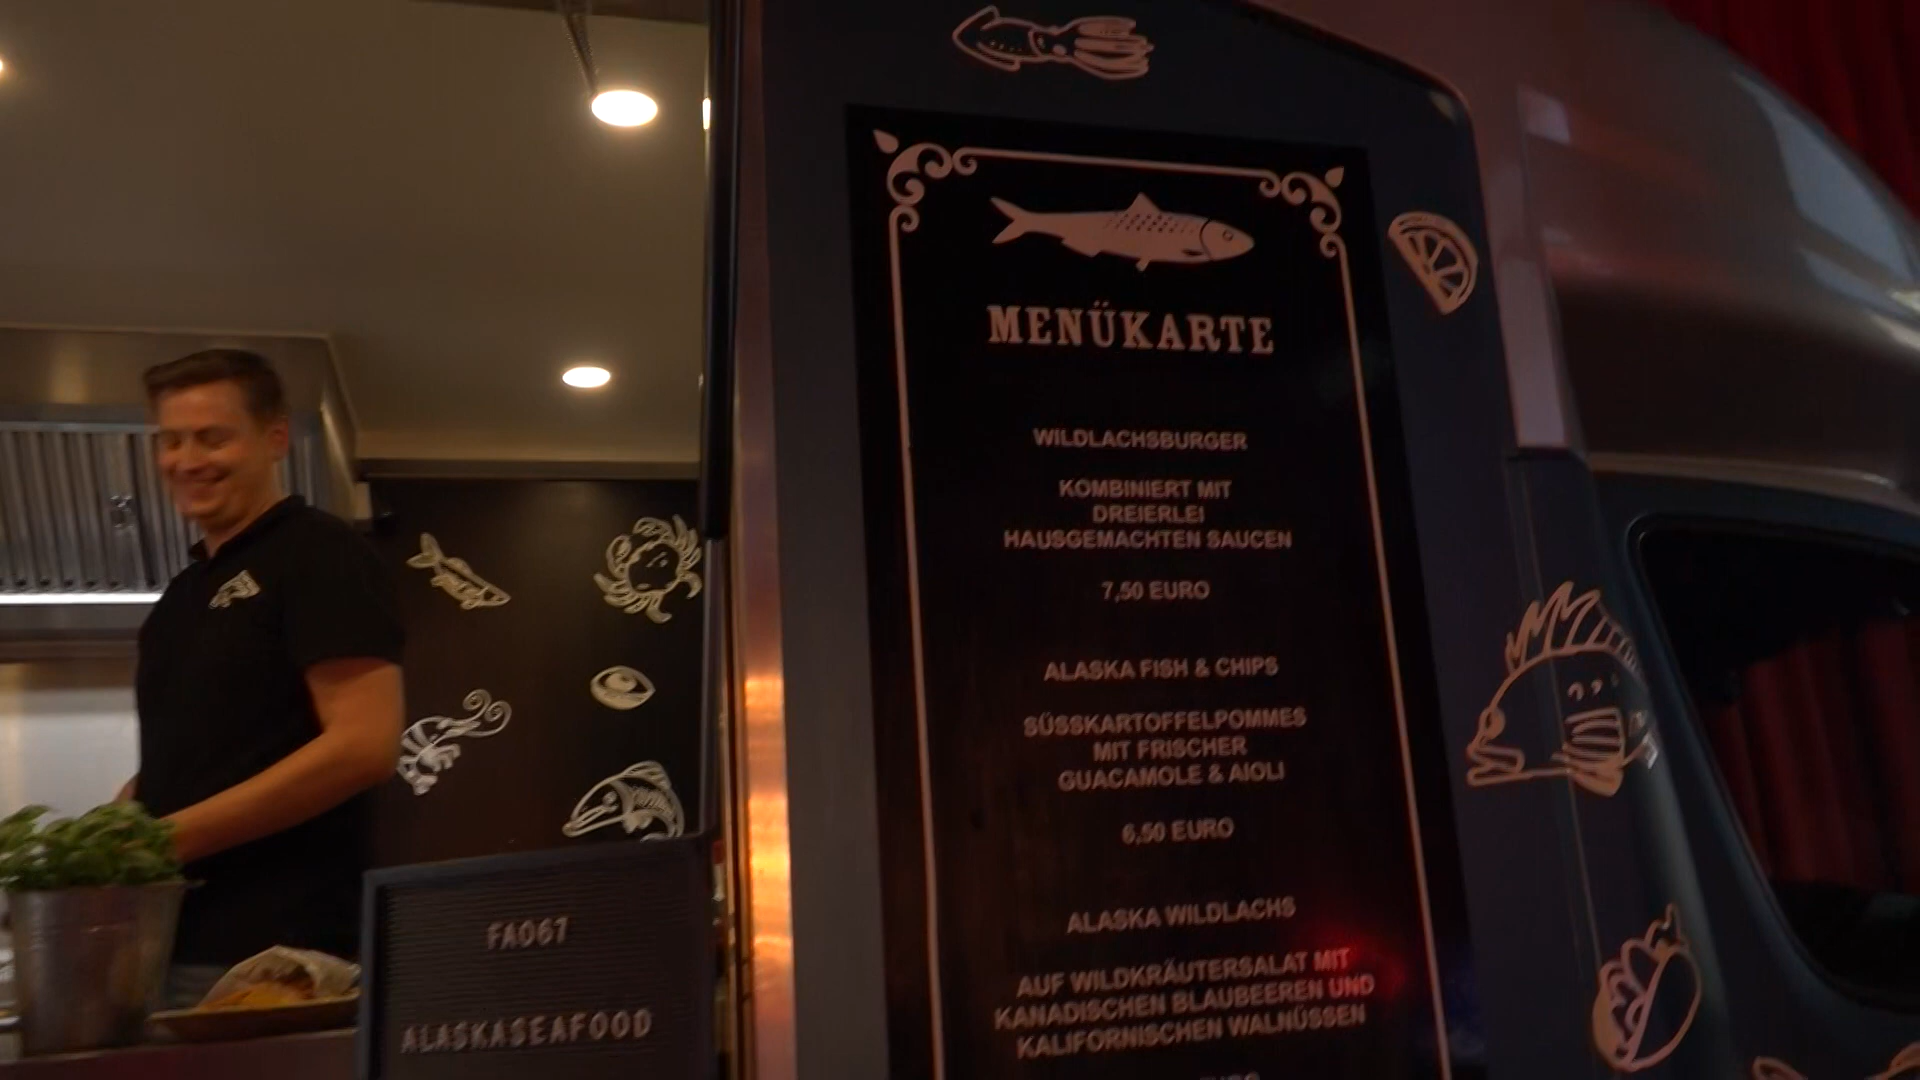 MENÜKARTE
WILDLACHSBURGER
KOMBINIERT MIT
DREIERLEI
HAUSGEMACHTEN SAUCEN
7,50 EURO
ALASKA FISH & CHIPS
SÜSSKARTOFFELPOMMES
MIT FRISCHER
GUACAMOLE & AIOLI
6,50 EURO
ALASKA WILDLACHS
AUF WILDKRÄUTERSALAT MIT
KANADISCHEN BLAUBEEREN UND
KALIFORNISCHEN WALNÜSSEN
FAO67
ALASKASEAFOOD